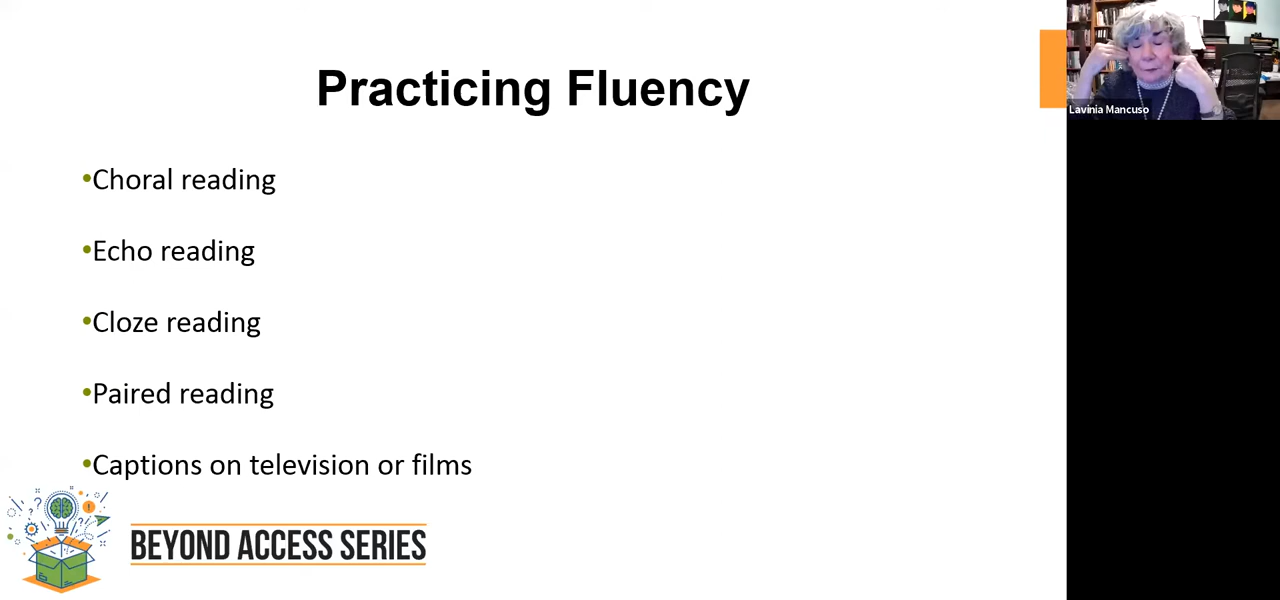 Practicing Fluency
•Choral reading
•Echo reading
•Cloze reading
•Paired reading
•Captions on television or films
BEYOND ACCESS SERIES
Lavinia Mancuso